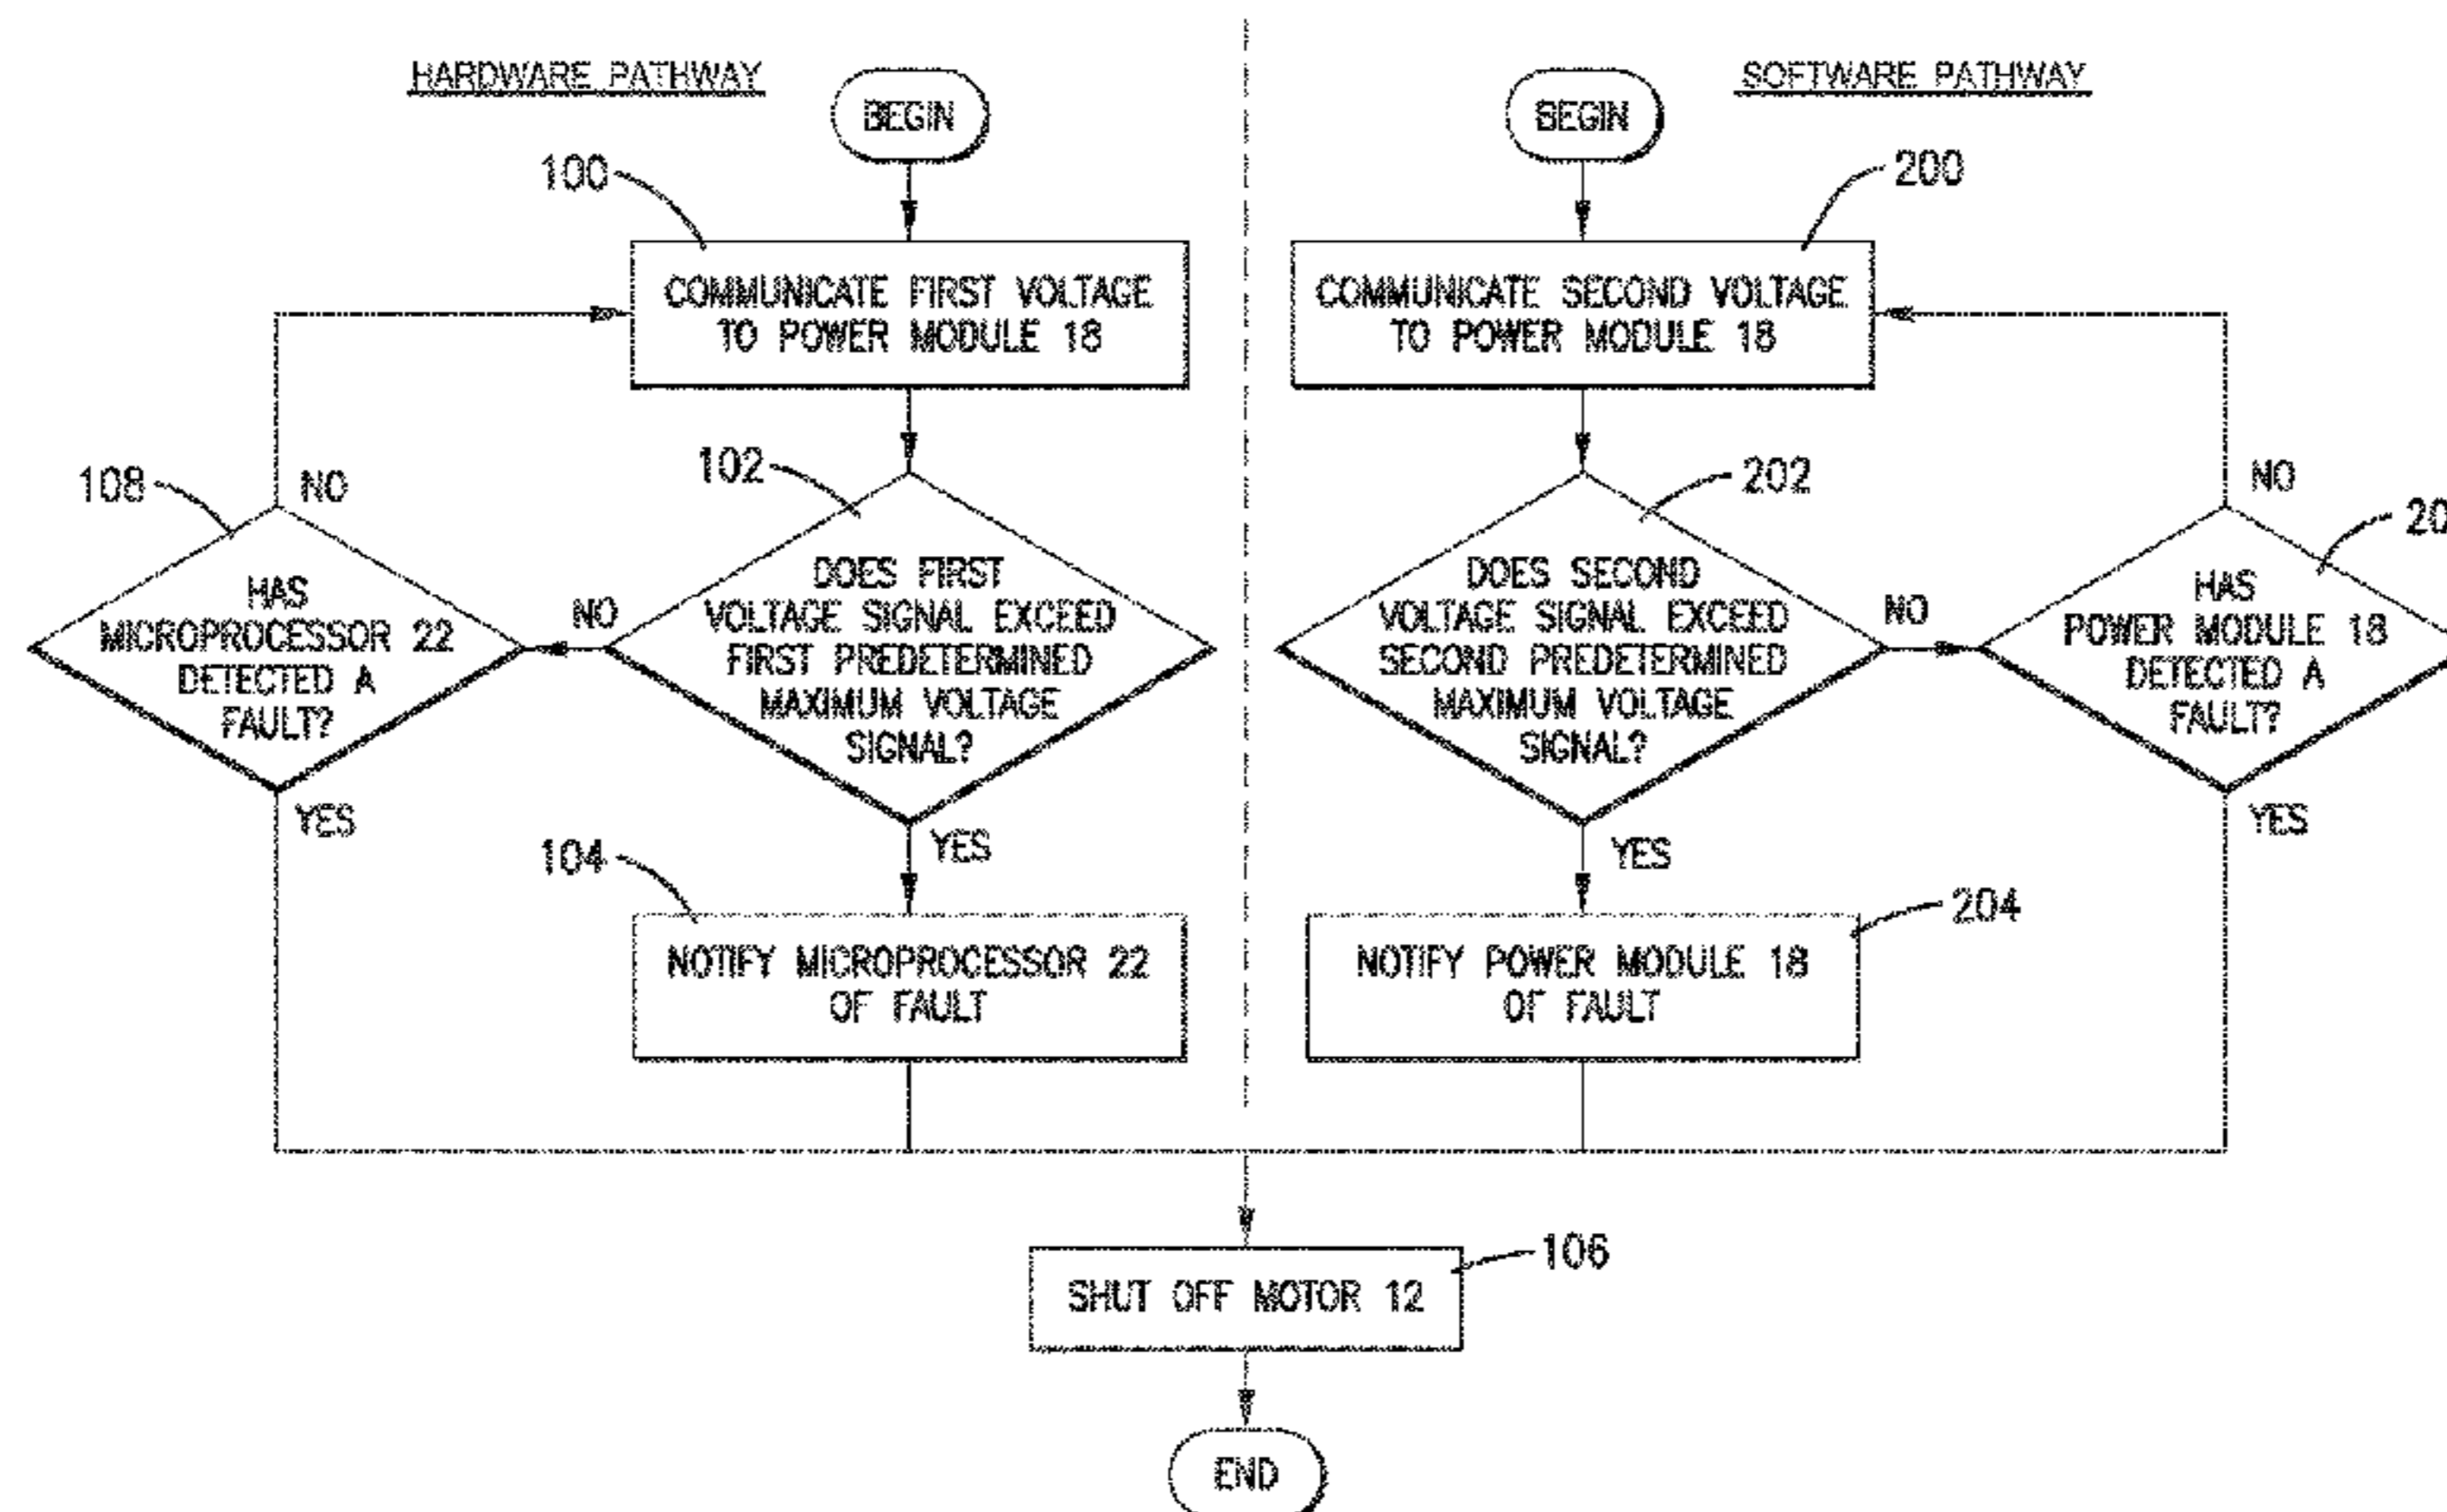 HARDWARE PATHWAY
BEGIN
100
COMMUNICATE FIRST VOLTAGE
TO POWER MODULE 18
102
DOES FIRST
VOLTAGE SIGNAL EXCEED
FIRST PREDETERMINED
MAXIMUM VOLTAGE
SIGNAL?
NO
YES
108
HAS
MICROPROCESSOR 22
DETECTED A
FAULT?
NO
YES
104
NOTIFY MICROPROCESSOR 22
OF FAULT
SOFTWARE PATHWAY
BEGIN
200
COMMUNICATE SECOND VOLTAGE
TO POWER MODULE 18
202
DOES SECOND
VOLTAGE SIGNAL EXCEED
SECOND PREDETERMINED
MAXIMUM VOLTAGE
SIGNAL?
NO
YES
HAS
POWER MODULE 18
DETECTED A
FAULT?
NO
YES
204
NOTIFY POWER MODULE 18
OF FAULT
106
SHUT OFF MOTOR 12
END